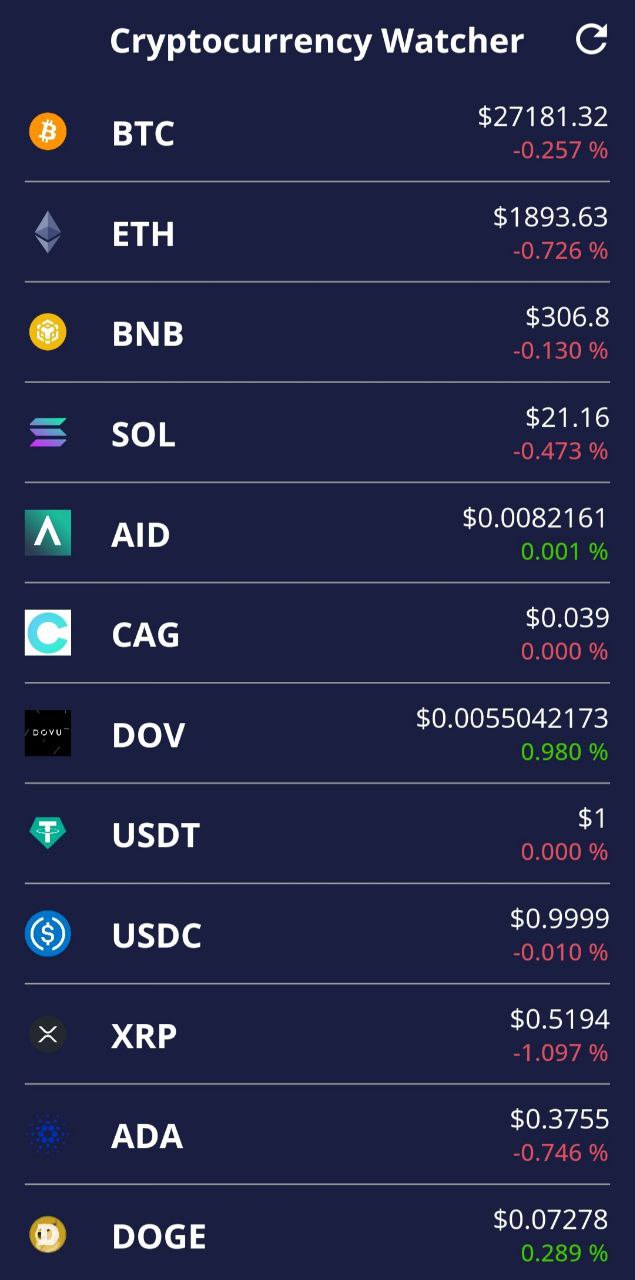 Cryptocurrency Watcher
BTC
$27181.32
-0.257 %
ETH
$1893.63
-0.726 %
BNB
$306.8
-0.130 %
SOL
$21.16
-0.473 %
AID
$0.0082161
0.001 %
CAG
$0.039
0.000 %
DOVU
DOV
$0.0055042173
0.980 %
USDT
$1
0.000 %
USDC
$0.9999
-0.010 %
XRP
$0.5194
-1.097 %
ADA
$0.3755
-0.746 %
DOGE
$0.07278
0.289 %